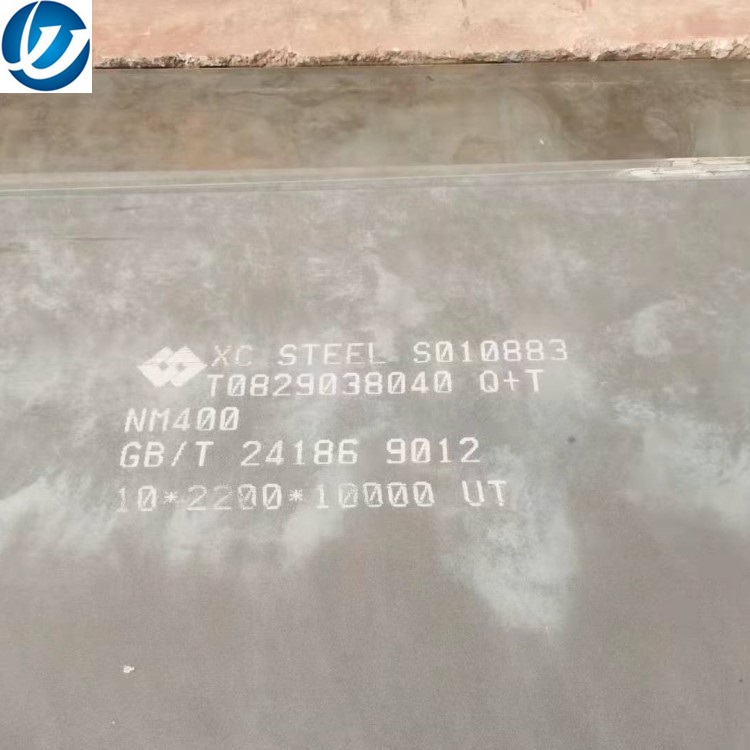 XC STEEL S010883
T0829038040 Q+T
NM400
GB/T 24186 9012
10*2200*10000 UT